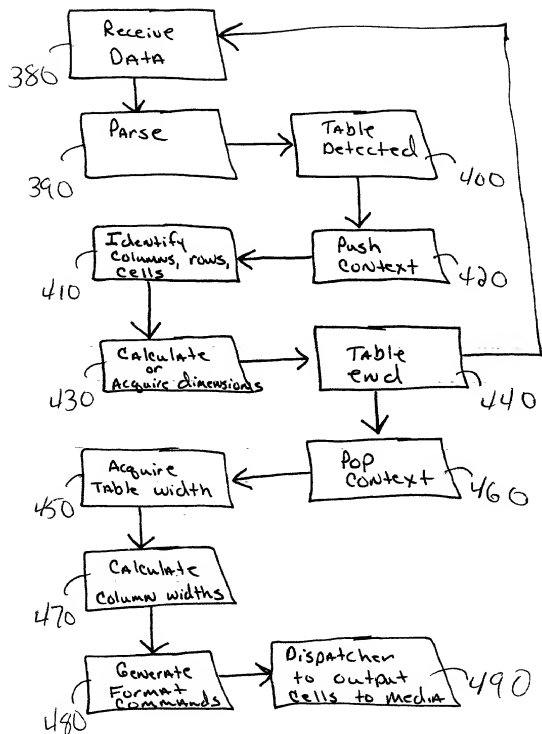 Receive
Data
380
Parse
390
Table
Detected
400
Identify
Columns, rows,
cells
410
Push
Context
420
Calculate
or
Acquire dimensions
430
Table
end
440
Acquire
Table width
450
Pop
Context
460
Calculate
Column widths
470
Generate
Format
Commands
480
Dispatcher
to output
cells to media
490